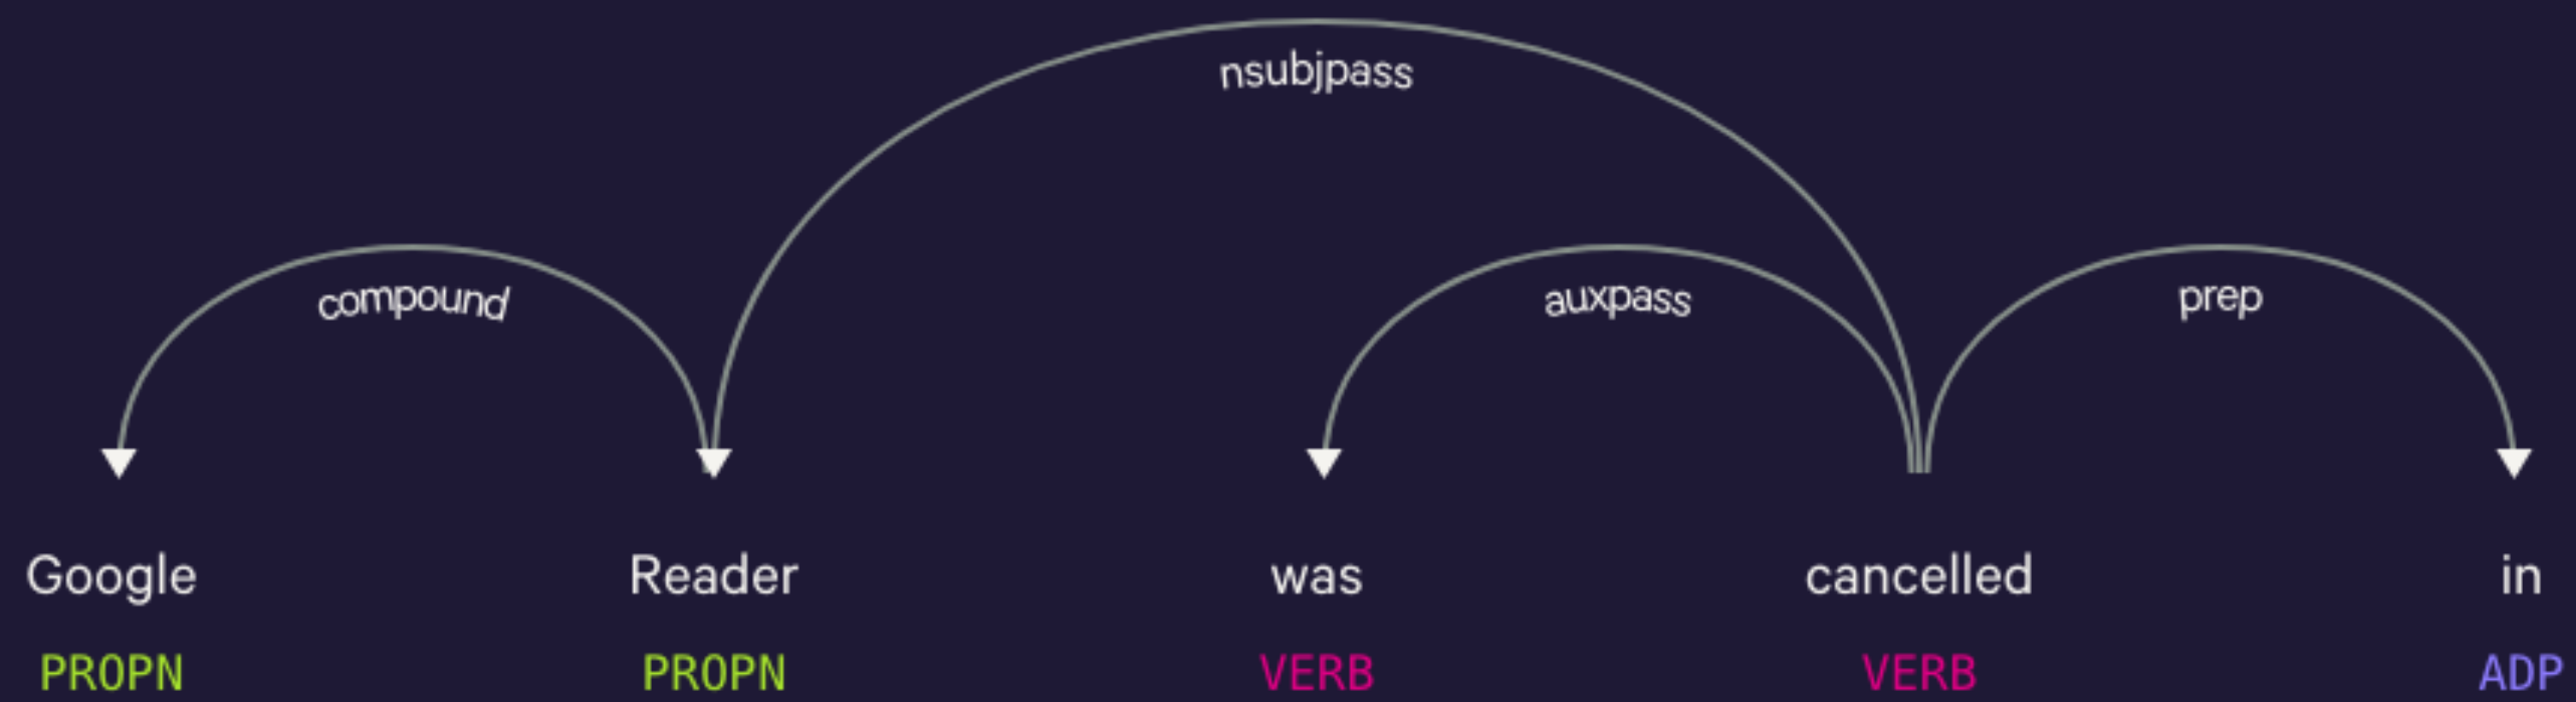 nsubjpass
compound auxpass prep
Google Reader was cancelled in
PROPN PROPN VERB VERB ADP